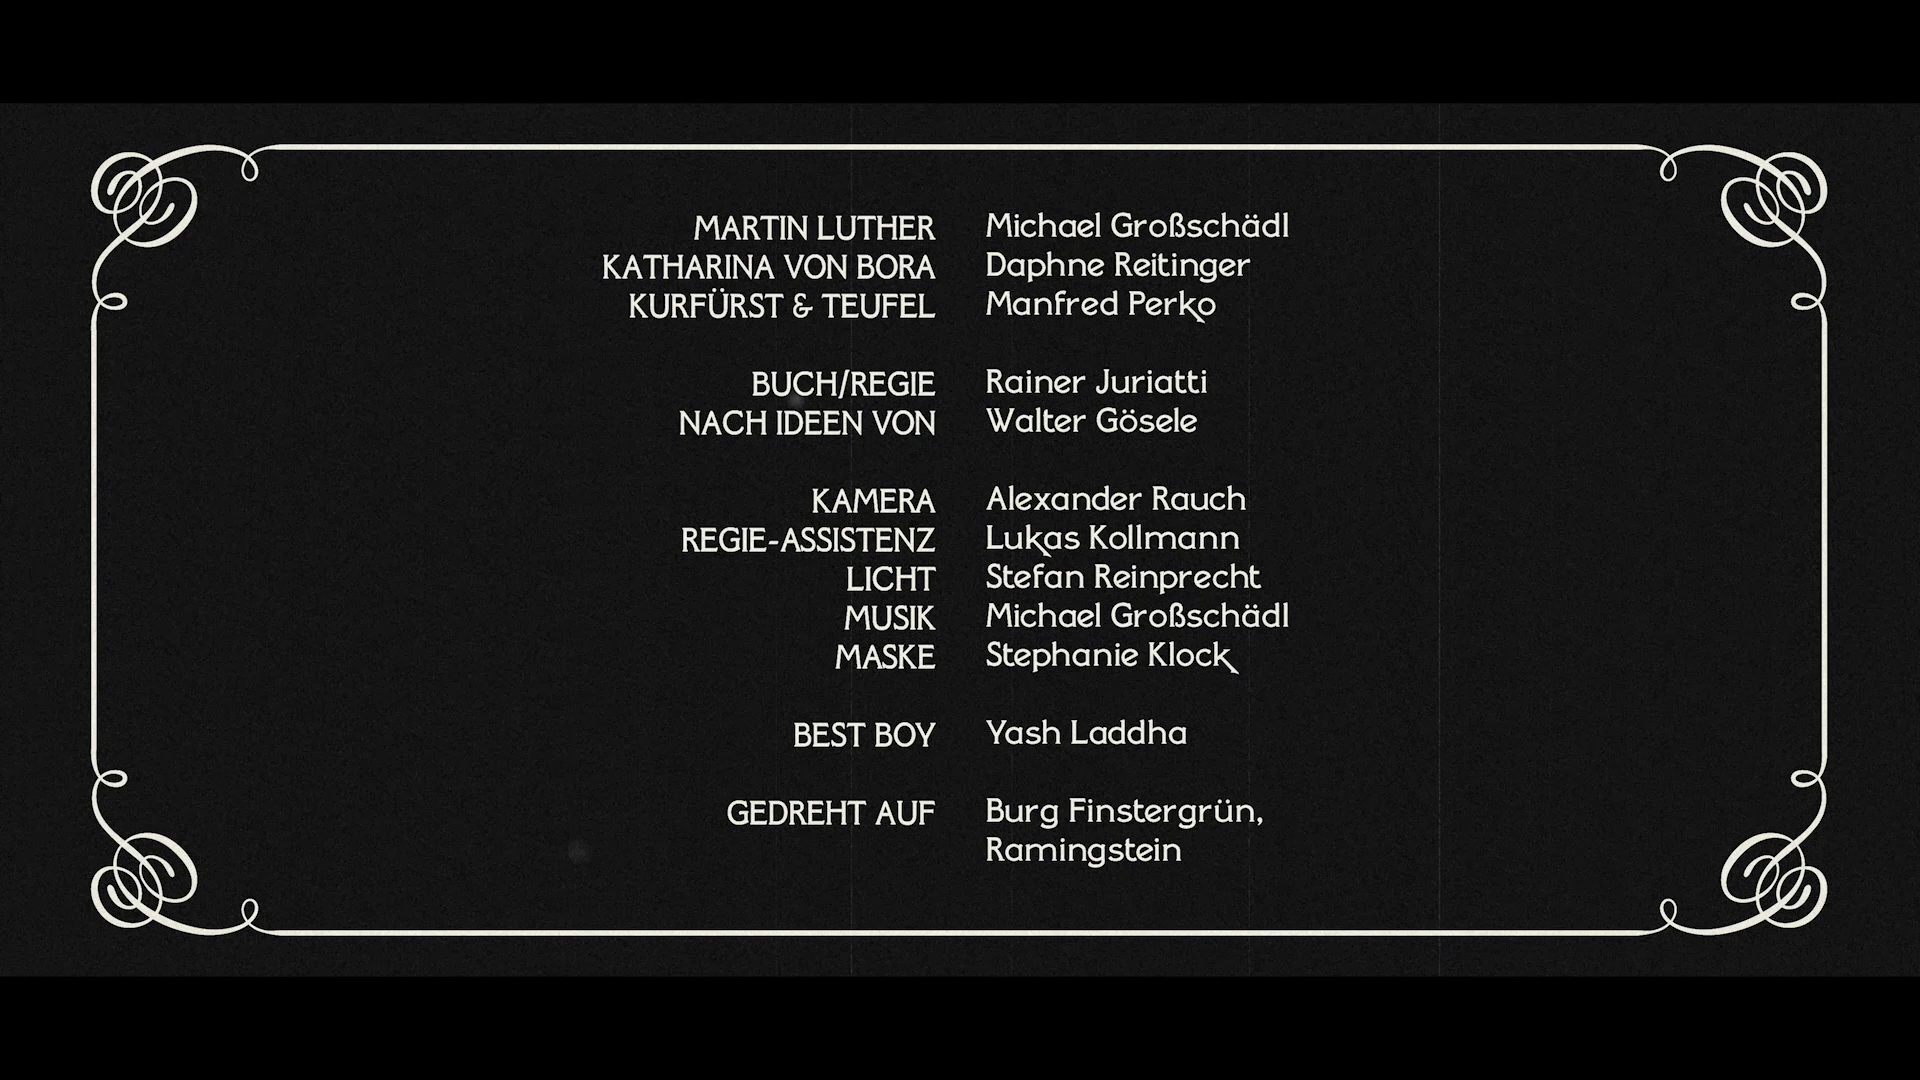 MARTIN LUTHER Michael Großschädl
KATHARINA VON BORA Daphne Reitinger
KURFÜRST & TEUFEL Manfred Perko
BUCH/REGIE Rainer Juriatti
NACH IDEEN VON Walter Gösele
KAMERA Alexander Rauch
REGIE-ASSISTENZ Lukas Kollmann
LICHT Stefan Reinprecht
MUSIK Michael Großschädl
MASKE Stephanie Klock
BEST BOY Yash Laddha
GEDREHT AUF Burg Finstergrün,
Ramingstein